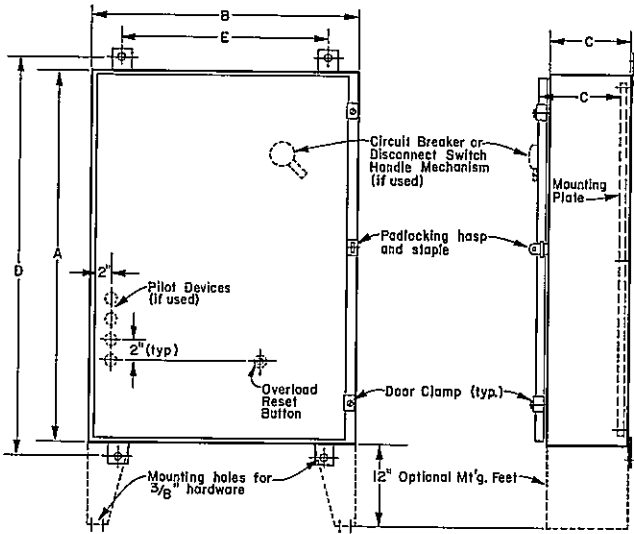 B
E
C
C
Circuit Breaker or
Disconnect Switch
Handle Mechanism
(if used)
Mounting
Plate
A
D
Padlocking hasp
and staple
2"
Pilot Devices
(if used)
2" (typ)
Overload
Reset
Button
Door Clamp (typ.)
Mounting holes for
3/8" hardware
12" Optional Mt'g. Feet